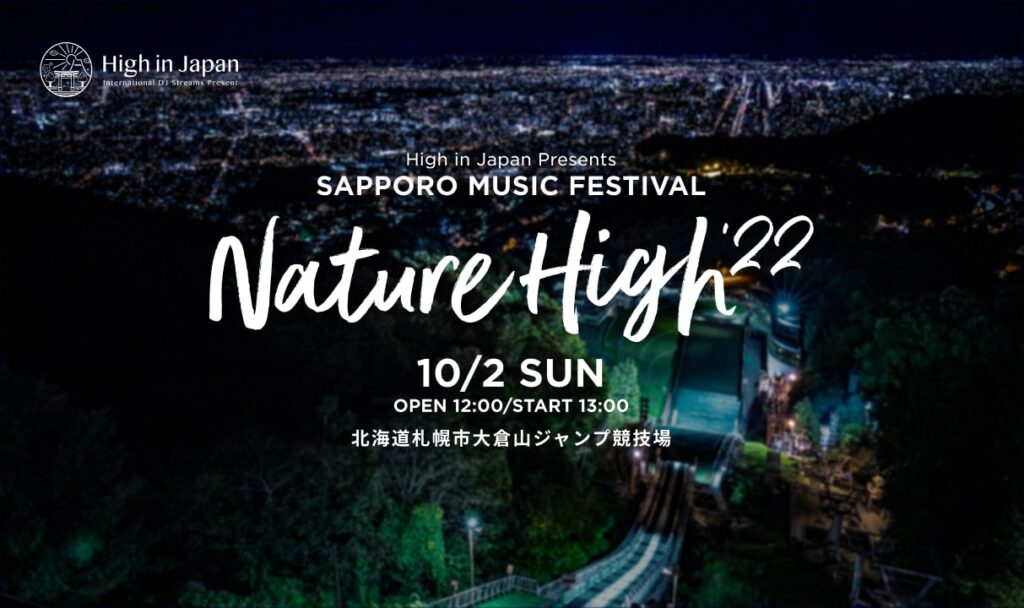 High in Japan
International DJ Streams Present
High in Japan Presents
SAPPORO MUSIC FESTIVAL
Nature High '22
10/2 SUN
OPEN 12:00/START 13:00
北海道札幌市大倉山ジャンプ競技場